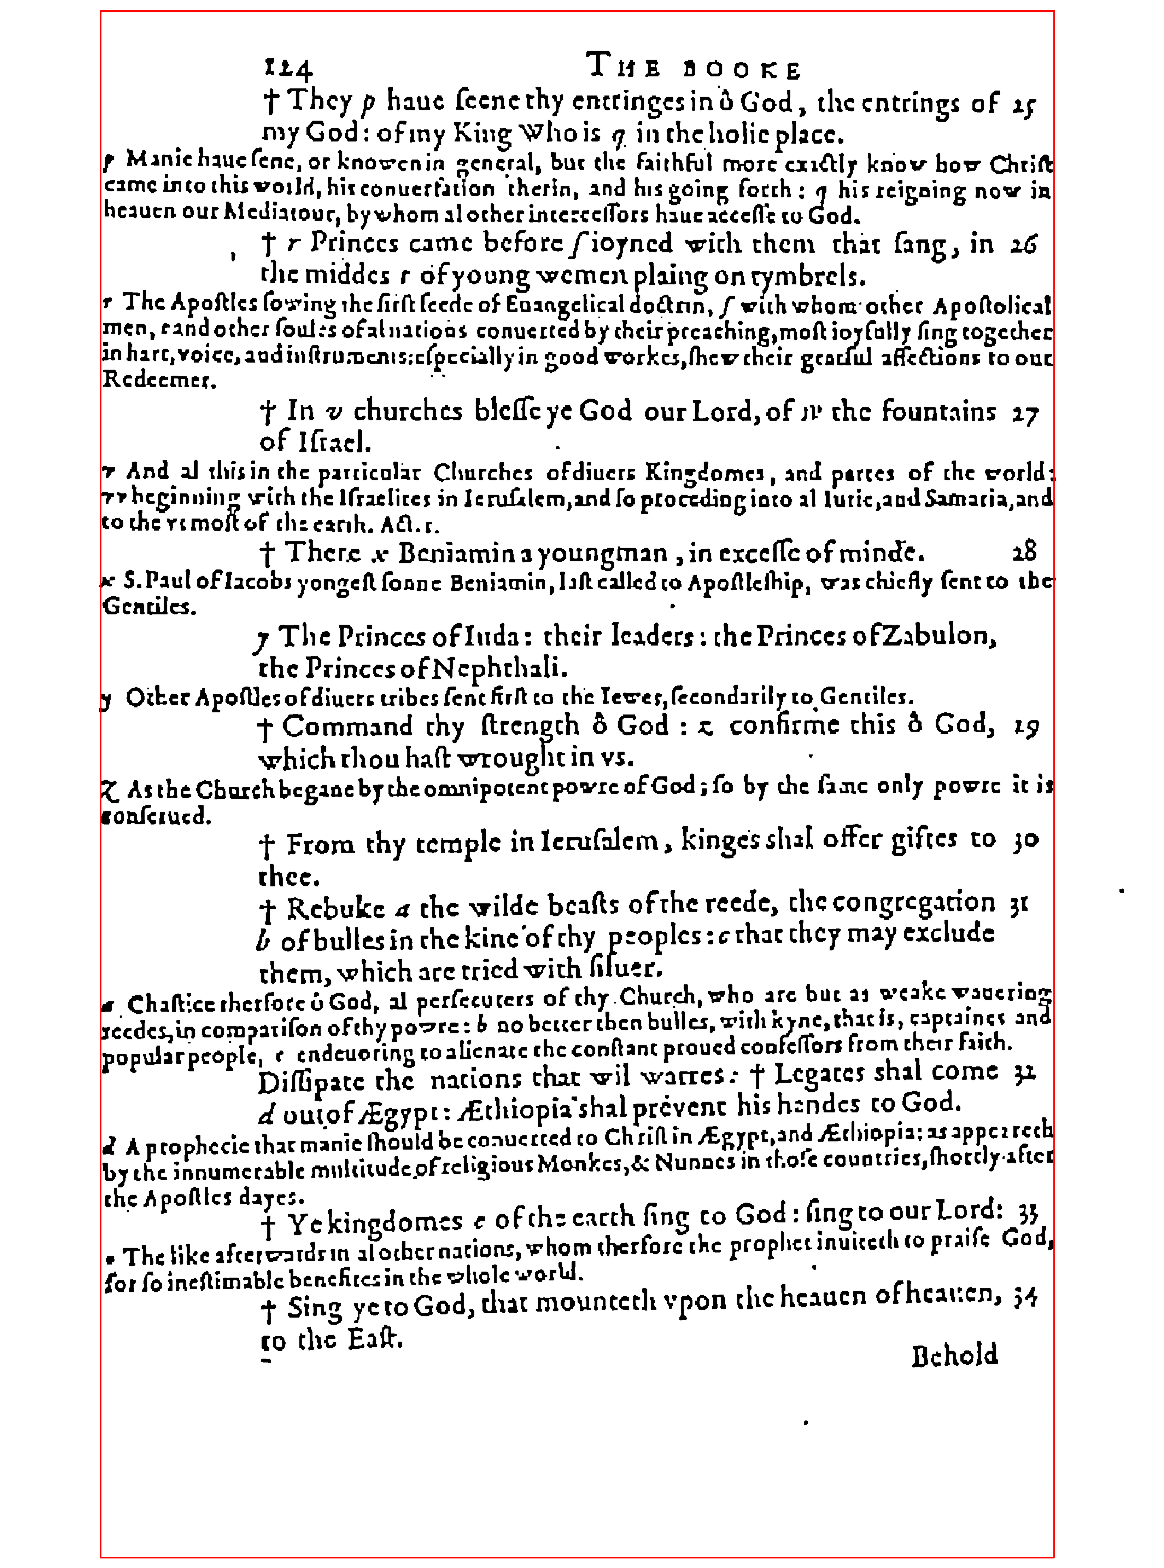 124 THE BOOKE
† They p haue ſeene thy entringes in ô God, the entrings of 25
my God: of my King who is q in the holie place.
p Manie haue ſene, or knowen in general, but the faithful more exactly know how Chriſt
came into this world, his conuerſation therin, and his going forth: q his reigning now in
heauen our Mediatour, by whom al other interceſſors haue acceſſe to God.
† r Princes came before ſ ioyned with them that ſang, in 26
the middes t of young wemen plaing on tymbrels.
r The Apoſtles ſowing the firſt ſeede of Euangelical doctrin, ſ with whom other Apoſtolical
men, t and other ſoules of al nations conuerted by their preaching, moſt ioyfully ſing together
in hart, voice, and inſtruments: eſpecially in good workes, ſhew their grateful affections to our
Redeemer.
† In v churches bleſſe ye God our Lord, of w the fountains 27
of Iſrael.
v And al this in the particular Churches of diuers Kingdomes, and partes of the world:
w beginning with the Iſraelites in Ieruſalem, and ſo proceding into al Iurie, and Samaria, and
to the vtmoſt of the earth. Act. 1.
† There x Beniamin a youngman, in exceſſe of minde. 28
x S. Paul of Iacobs yongeſt ſonne Beniamin, laſt called to Apoſtleſhip, was chiefly ſent to the
Gentiles.
y The Princes of Iuda: their leaders: the Princes of Zabulon,
the Princes of Nephthali.
y Other Apoſtles of diuers tribes ſent firſt to the Iewes, ſecondarily to Gentiles.
† Command thy ſtrength ô God: z confirme this ô God, 29
which thou haſt wrought in vs.
z As the Church begane by the omnipotent powre of God; ſo by the ſame only powre it is
conſerued.
† From thy temple in Ieruſalem, kinges shal offer giftes to 30
thee.
† Rebuke a the wilde beaſts of the reede, the congregation 31
b of bulles in the kine of thy peoples: c that they may exclude
them, which are tried with ſiluer.
a Chaſtice therfore ô God, al perſecuters of thy Church, who are but as weake wauering
reedes, in compariſon of thy powre: b no better then bulles, with kyne, that is, captaines and
popular people, c endeuoring to alienate the conſtant proued confeſſors from their faith.
Diſſipate the nations that wil warres: † Legates shal come 32
d out of Ægypt: Æthiopia shal preuent his handes to God.
d A prophecie that manie ſhould be conuerted to Chriſt in Ægypt, and Æthiopia; as appeareth
by the innumerable multitude of religious Monkes, & Nunnes in thoſe countries, ſhortly after
the Apoſtles dayes.
† Ye kingdomes e of the earth ſing to God: ſing to our Lord: 33
e The like afterwards in al other nations, whom therfore the prophet inuiteth to praiſe God,
for ſo ineſtimable benefites in the whole world.
† Sing ye to God, that mounteth vpon the heauen of heauen, 34
to the Eaſt.
Behold